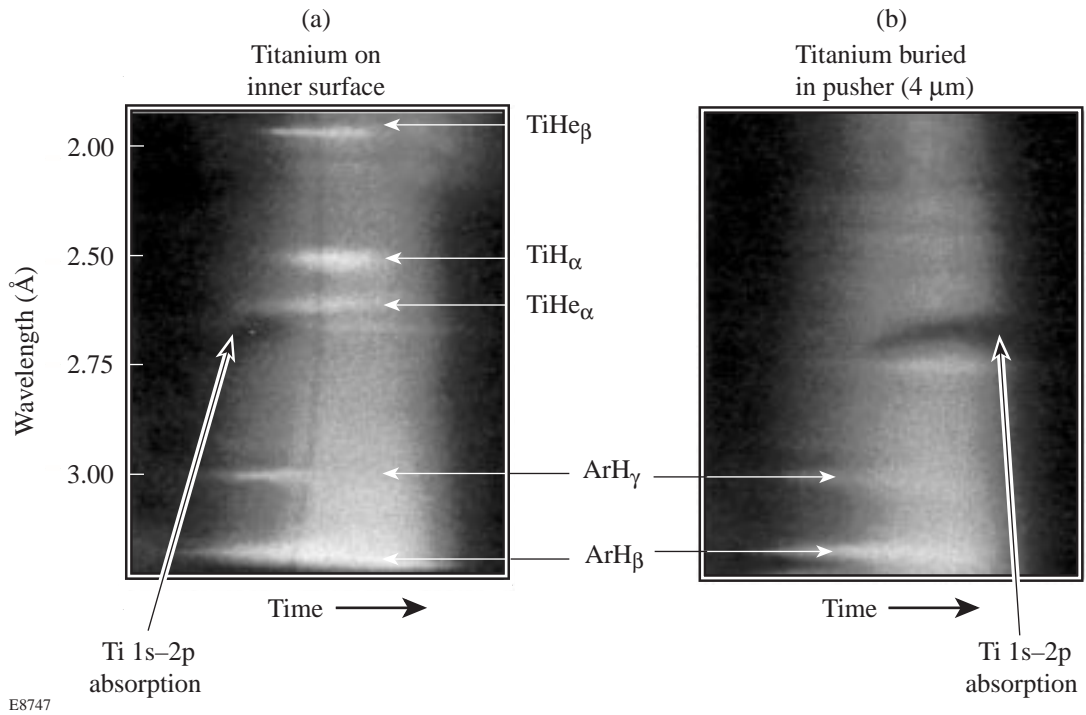 (a)
Titanium on
inner surface
(b)
Titanium buried
in pusher (4 μm)
Wavelength (Å)
2.00
2.50
2.75
3.00
TiHeβ
TiHα
TiHeα
ArHγ
ArHβ
Time
Time
Ti 1s–2p
absorption
Ti 1s–2p
absorption
E8747